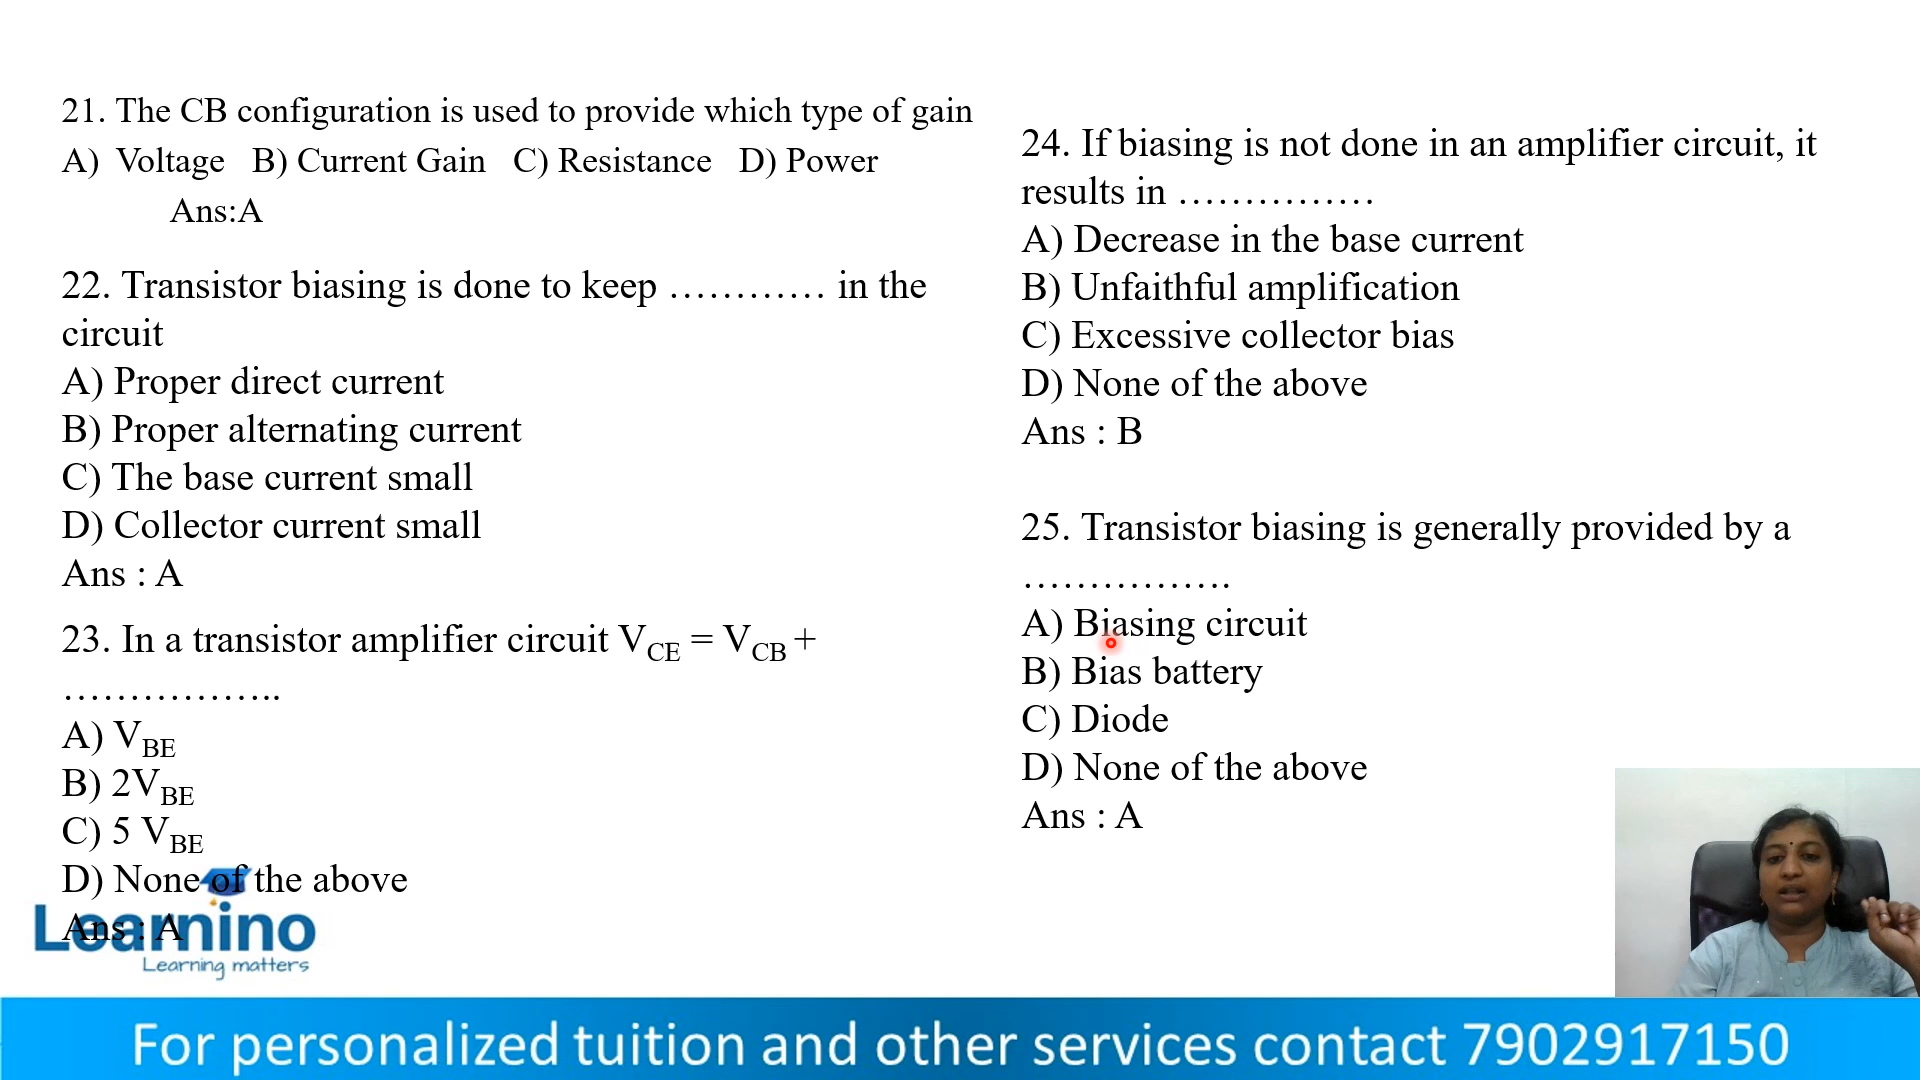 21. The CB configuration is used to provide which type of gain
A) Voltage B) Current Gain C) Resistance D) Power
Ans:A
22. Transistor biasing is done to keep ………… in the
circuit
A) Proper direct current
B) Proper alternating current
C) The base current small
D) Collector current small
Ans : A
23. In a transistor amplifier circuit VCE = VCB +
……………..
A) VBE
B) 2VBE
C) 5 VBE
D) None of the above
Ans : A
Learnino
Learning matters
24. If biasing is not done in an amplifier circuit, it
results in ……………
A) Decrease in the base current
B) Unfaithful amplification
C) Excessive collector bias
D) None of the above
Ans : B
25. Transistor biasing is generally provided by a
…………….
A) Biasing circuit
B) Bias battery
C) Diode
D) None of the above
Ans : A
For personalized tuition and other services contact 7902917150